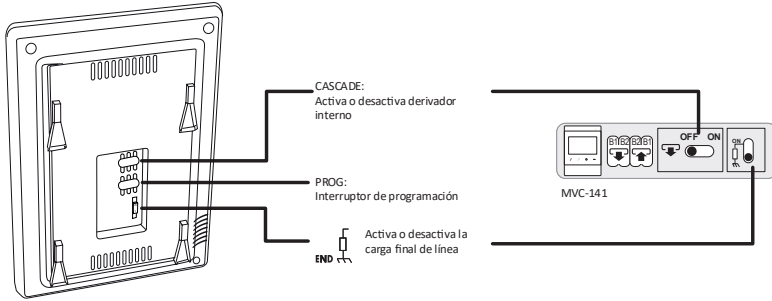 CASCADE:
Activa o desactiva derivador
interno
OFF ON
B1 B2 B2 B1
ON
MVC-141
PROG:
Interruptor de programación
Activa o desactiva la
carga final de línea
END